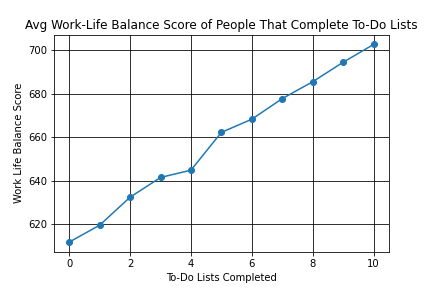 Avg Work-Life Balance Score of People That Complete To-Do Lists
700
680
660
640
620
Work Life Balance Score
0 2 4 6 8 10
To-Do Lists Completed